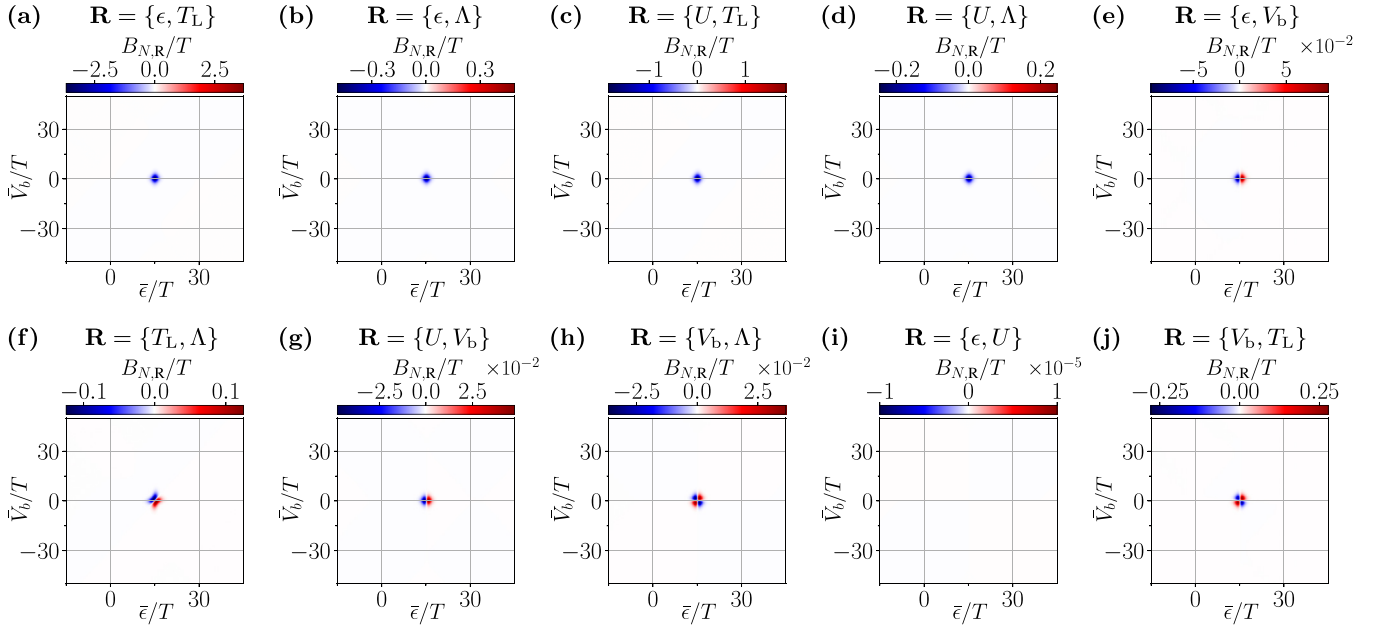 (a) R = {ϵ, T_L}
B_{N,R}/T
−2.5 0.0 2.5
V̄_b/T
30
0
−30
0 30
ϵ̄/T
(b) R = {ϵ, Λ}
B_{N,R}/T
−0.3 0.0 0.3
V̄_b/T
30
0
−30
0 30
ϵ̄/T
(c) R = {U, T_L}
B_{N,R}/T
−1 0 1
V̄_b/T
30
0
−30
0 30
ϵ̄/T
(d) R = {U, Λ}
B_{N,R}/T
−0.2 0.0 0.2
V̄_b/T
30
0
−30
0 30
ϵ̄/T
(e) R = {ϵ, V_b}
B_{N,R}/T ×10⁻²
−5 0 5
V̄_b/T
30
0
−30
0 30
ϵ̄/T
(f) R = {T_L, Λ}
B_{N,R}/T
−0.1 0.0 0.1
V̄_b/T
30
0
−30
0 30
ϵ̄/T
(g) R = {U, V_b}
B_{N,R}/T ×10⁻²
−2.5 0.0 2.5
V̄_b/T
30
0
−30
0 30
ϵ̄/T
(h) R = {V_b, Λ}
B_{N,R}/T ×10⁻²
−2.5 0.0 2.5
V̄_b/T
30
0
−30
0 30
ϵ̄/T
(i) R = {ϵ, U}
B_{N,R}/T ×10⁻⁵
−1 0 1
V̄_b/T
30
0
−30
0 30
ϵ̄/T
(j) R = {V_b, T_L}
B_{N,R}/T
−0.25 0.00 0.25
V̄_b/T
30
0
−30
0 30
ϵ̄/T